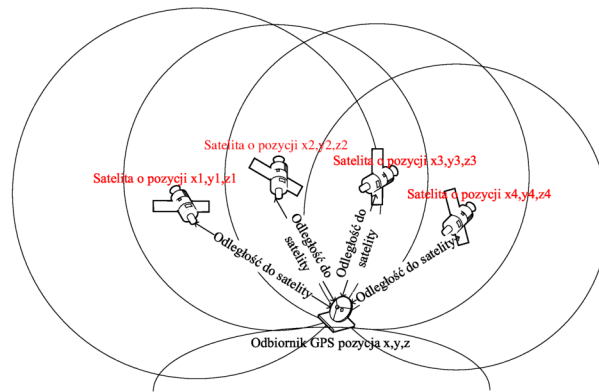 Satelita o pozycji x2,y2,z2
Satelita o pozycji x3,y3,z3
Satelita o pozycji x1,y1,z1
Satelita o pozycji x4,y4,z4
Odległość do satelity
Odległość do
satelity
Odległość do
satelity
Odległość do satelity
Odbiornik GPS pozycja x,y,z